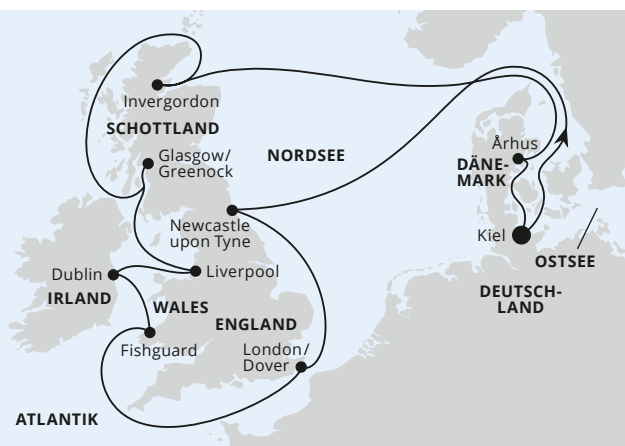 Invergordon
SCHOTTLAND
Glasgow/
Greenock
NORDSEE
Århus
DÄNE-
MARK
Newcastle
upon Tyne
Kiel
OSTSEE
Dublin
Liverpool
IRLAND
WALES
DEUTSCH-
LAND
ENGLAND
Fishguard
London/
Dover
ATLANTIK